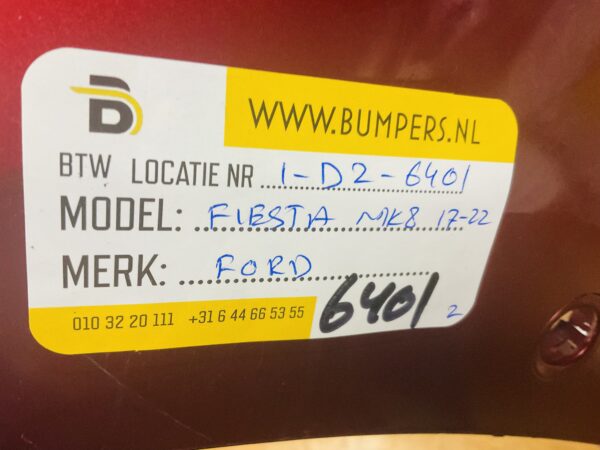 WWW.BUMPERS.NL
BTW LOCATIE NR 1-D2-6401
MODEL: FIESTA MK8 17-22
MERK: FORD
010 32 20 111 +31 6 44 66 53 55 6401 2